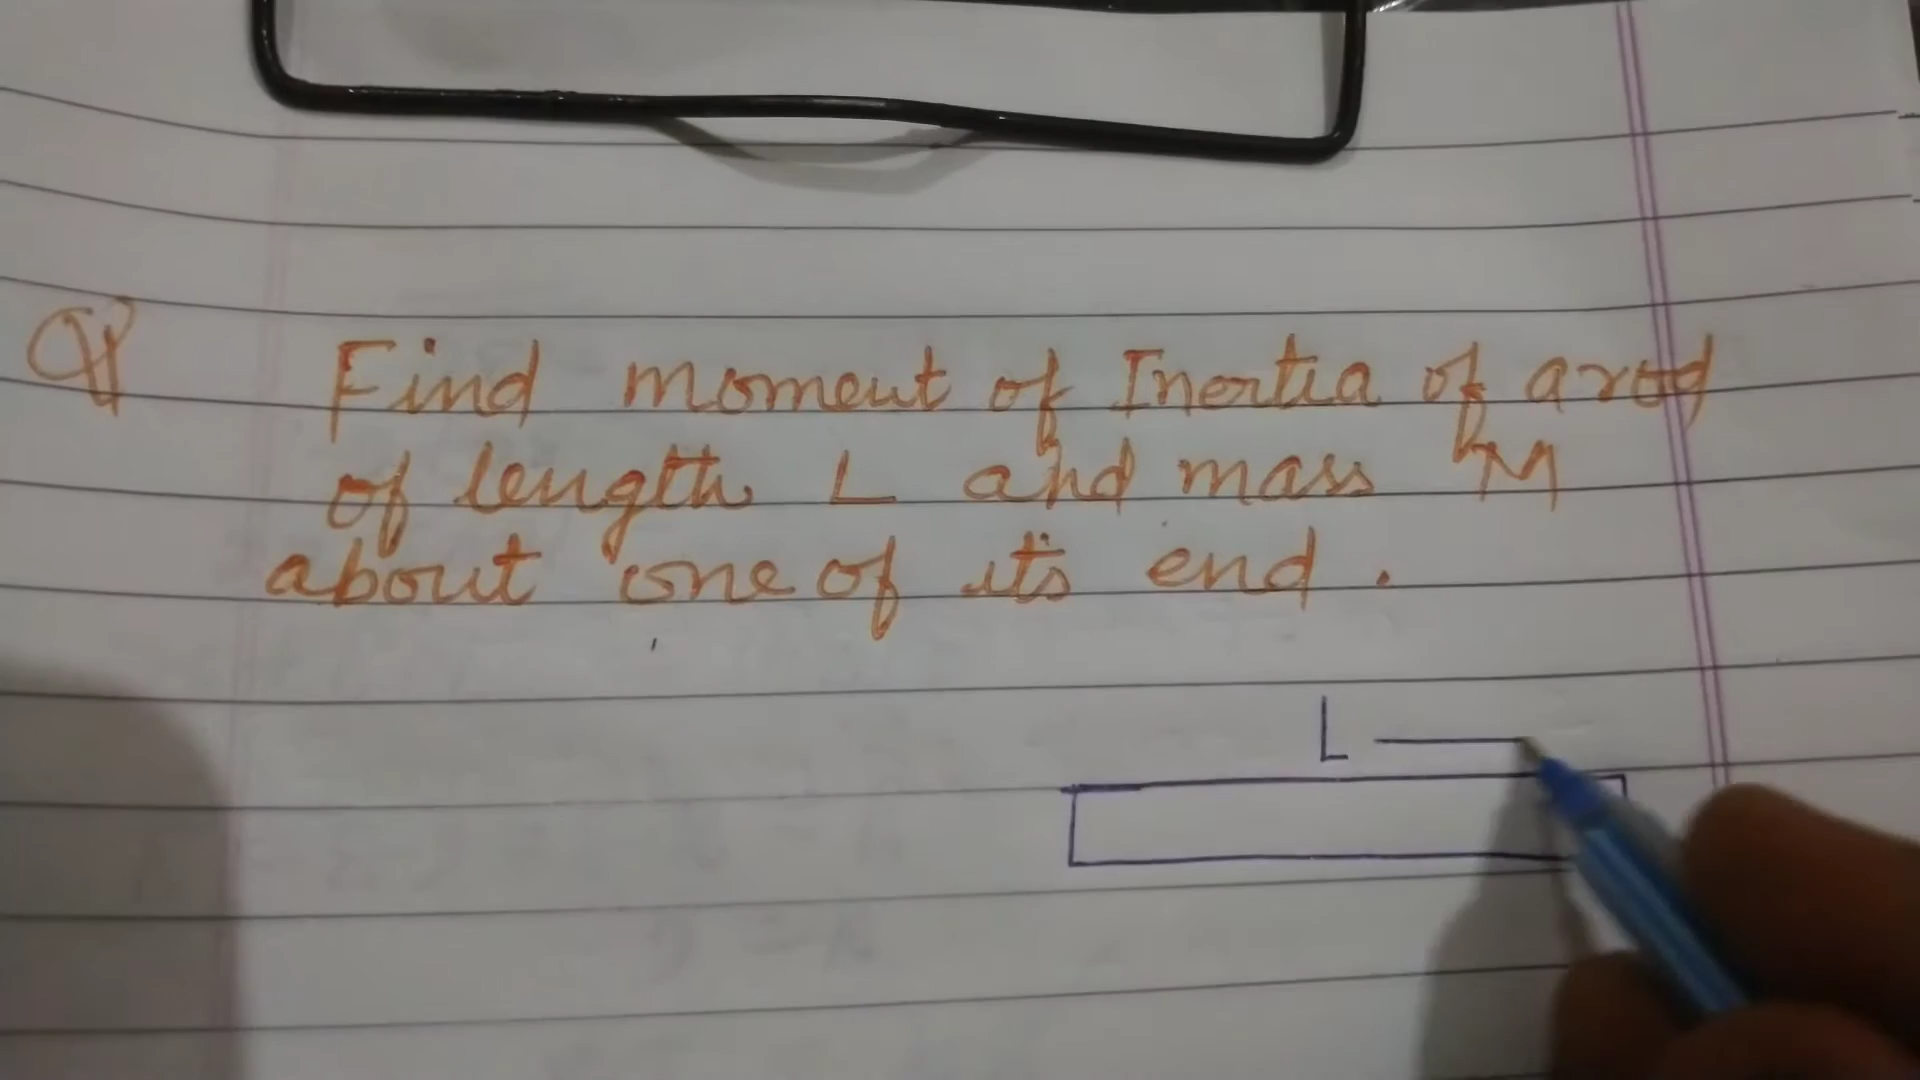 Q Find moment of Inertia of a rod
of length L and mass M
about one of its end .
L